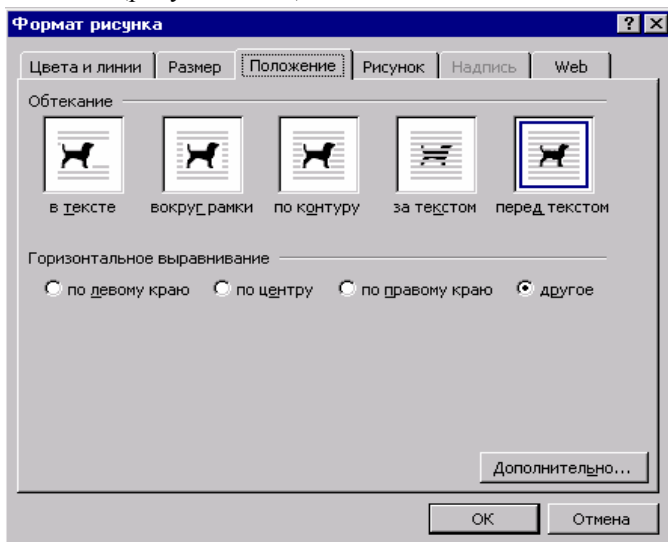 Формат рисунка
Цвета и линии Размер Положение Рисунок Надпись Web
Обтекание
в тексте вокруг рамки по контуру за текстом перед текстом
Горизонтальное выравнивание
по левому краю по центру по правому краю другое
Дополнительно...
ОК Отмена